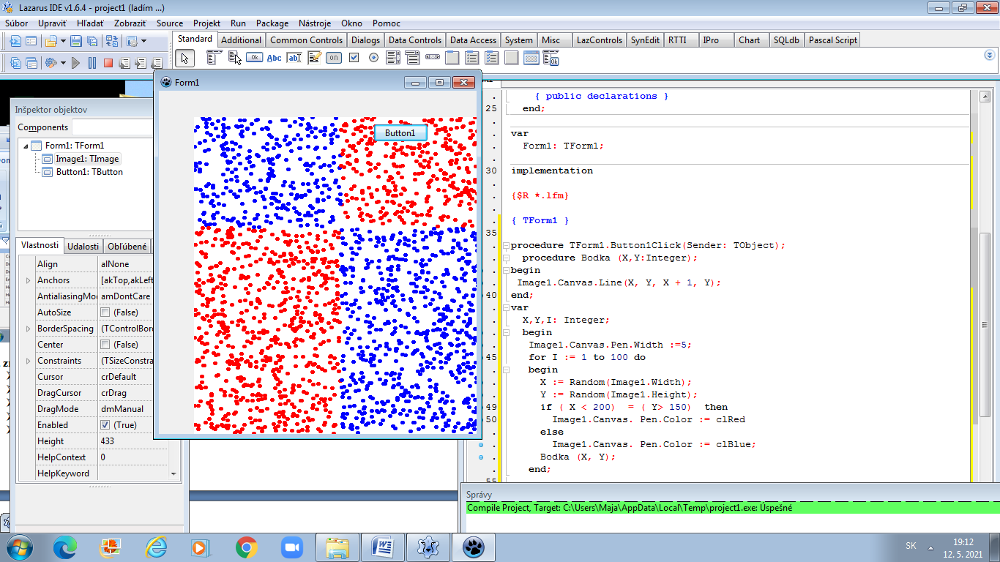 Lazarus IDE v1.6.4 - project1 (ladím ...)
Súbor Upraviť Hľadať Zobraziť Source Projekt Run Package Nástroje Okno Pomoc
Standard Additional Common Controls Dialogs Data Controls Data Access System Misc LazControls SynEdit RTTI IPro Chart SQLdb Pascal Script
Ok Abc abI on Ok
Form1
Button1
Inšpektor objektov
Components
Form1: TForm1
Image1: TImage
Button1: TButton
Vlastnosti Udalosti Obľúbené
Align alNone
Anchors [akTop,akLeft
AntialiasingMo amDontCare
AutoSize (False)
BorderSpacing (TControlBor
Center (False)
Constraints (TSizeConstra
Cursor crDefault
DragCursor crDrag
DragMode dmManual
Enabled (True)
Height 433
HelpContext 0
HelpKeyword
{ public declarations }
25 end;
var
Form1: TForm1;
30 implementation
{$R *.lfm}
{ TForm1 }
35
procedure TForm1.Button1Click(Sender: TObject);
procedure Bodka (X,Y:Integer);
begin
Image1.Canvas.Line(X, Y, X + 1, Y);
40 end;
var
X,Y,I: Integer;
begin
Image1.Canvas.Pen.Width :=5;
45 for I := 1 to 100 do
begin
X := Random(Image1.Width);
Y := Random(Image1.Height);
49 if ( X < 200) = ( Y> 150) then
50 Image1.Canvas. Pen.Color := clRed
else
Image1.Canvas. Pen.Color := clBlue;
Bodka (X, Y);
end;
55
Správy
Compile Project, Target: C:\Users\Maja\AppData\Local\Temp\project1.exe: Úspešné
SK
19:12
12. 5. 2021